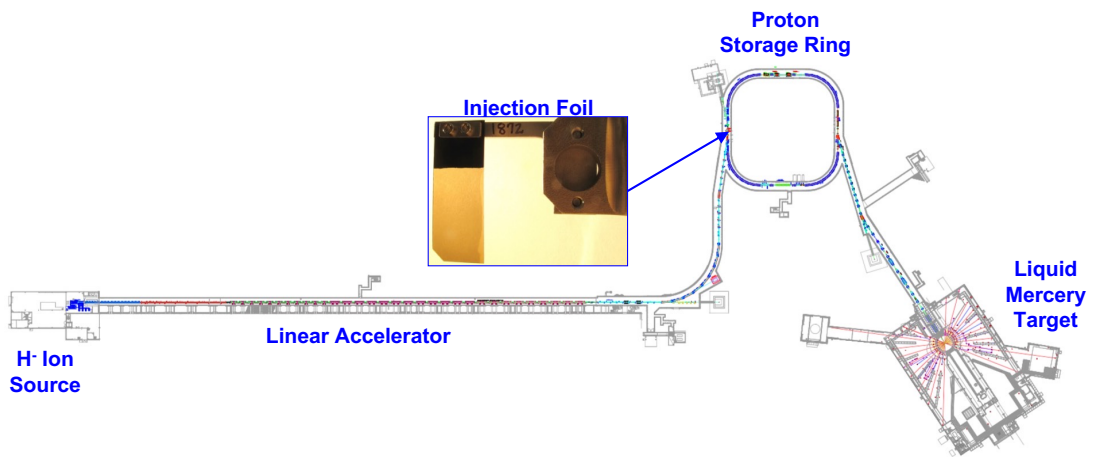 Proton
Storage Ring
Injection Foil
1872
Linear Accelerator
H- Ion
Source
Liquid
Mercery
Target